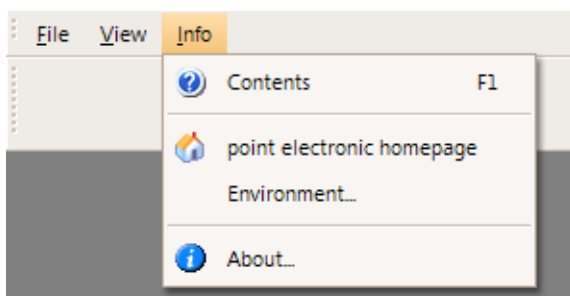 File View Info
Contents F1
point electronic homepage
Environment...
About...